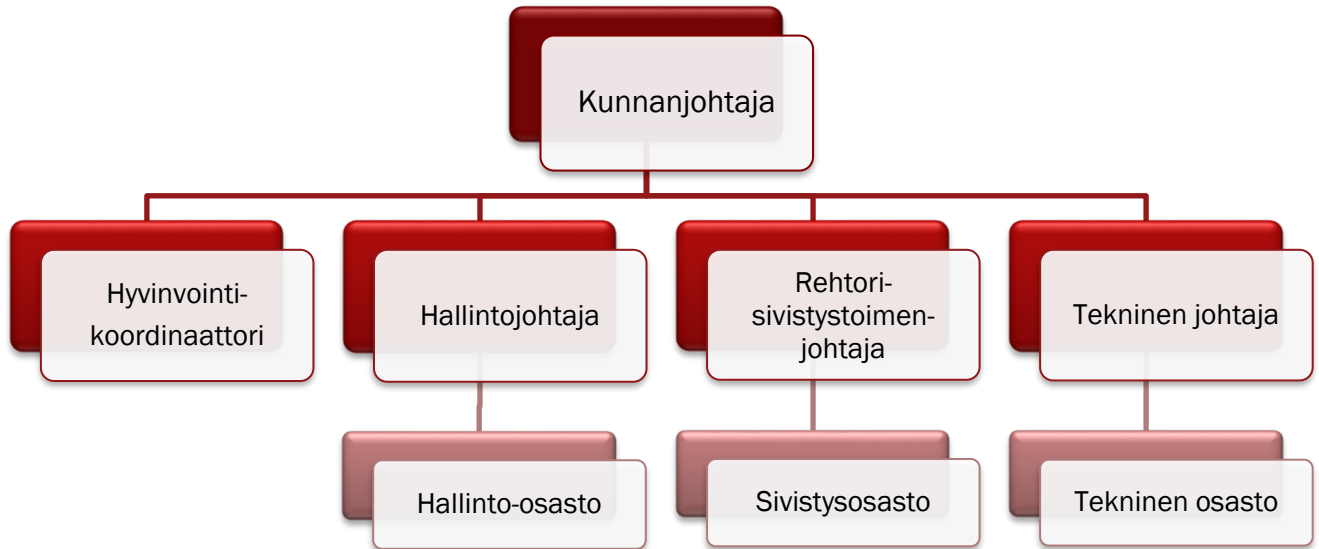 Kunnanjohtaja
Hyvinvointi-
koordinaattori
Hallintojohtaja
Rehtori-
sivistystoimen-
johtaja
Tekninen johtaja
Hallinto-osasto
Sivistysosasto
Tekninen osasto